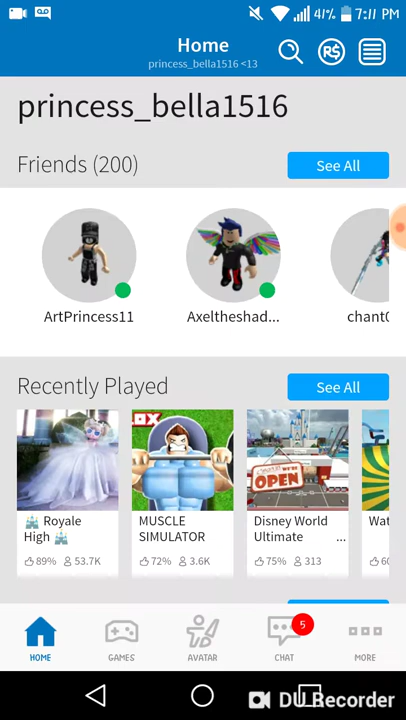 41% 7:11 PM
Home
princess_bella1516 <13
R$
princess_bella1516
Friends (200)
See All
ArtPrincess11
Axeltheshad...
Recently Played
See All
OX
OPEN
🏰 Royale
High 🏰
MUSCLE
SIMULATOR
Disney World
Ultimate ...
Wat
89% 53.7K
72% 3.6K
75% 313
5
HOME
GAMES
AVATAR
CHAT
MORE
DU Recorder